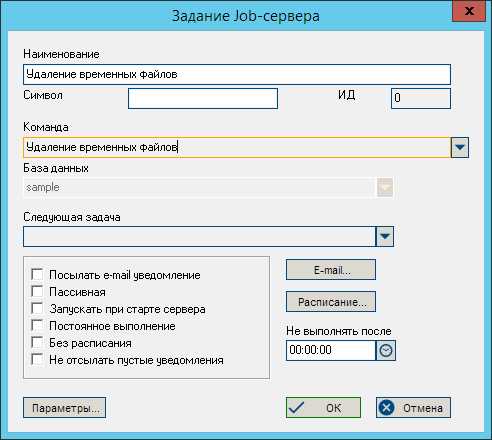 Задание Job-сервера
Наименование
Удаление временных файлов
Символ ИД 0
Команда
Удаление временных файлов
База данных
sample
Следующая задача
Посылать e-mail уведомление
Пассивная
Запускать при старте сервера
Постоянное выполнение
Без расписания
Не отсылать пустые уведомления
E-mail...
Расписание...
Не выполнять после
00:00:00
Параметры... OK Отмена